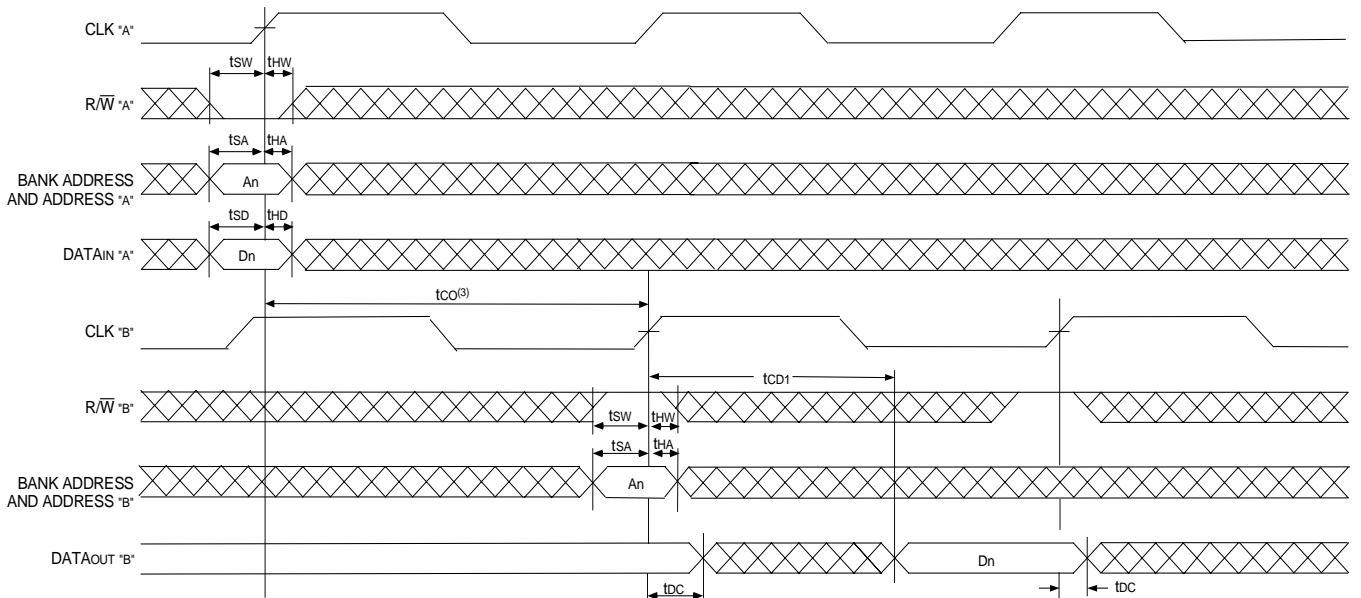 CLK "A"
tSW tHW
R/W̅ "A"
tSA tHA
BANK ADDRESS
AND ADDRESS "A"
An
tSD tHD
DATAIN "A"
Dn
tCO(3)
CLK "B"
tCD1
R/W̅ "B"
tSW tHW
tSA tHA
BANK ADDRESS
AND ADDRESS "B"
An
DATAOUT "B"
Dn
tDC
tDC